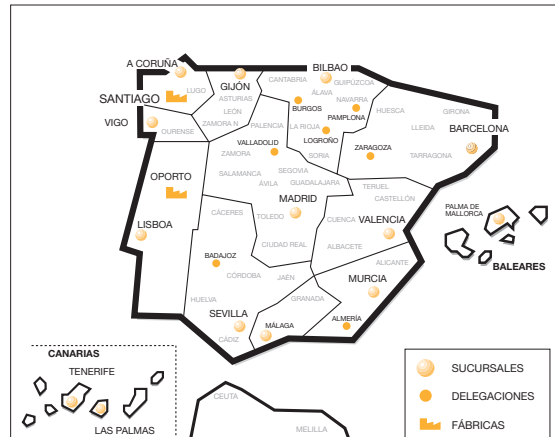 A CORUÑA
GIJÓN
CANTABRIA
BILBAO
GUIPÚZCOA
LUGO
ASTURIAS
ÁLAVA
SANTIAGO
LEÓN
BURGOS
NAVARRA
HUESCA
GIRONA
VIGO
ZAMORA N
PALENCIA
LA RIOJA
PAMPLONA
LLEIDA
BARCELONA
OURENSE
LOGROÑO
VALLADOLID
ZAMORA
SORIA
ZARAGOZA
TARRAGONA
SALAMANCA
SEGOVIA
OPORTO
ÁVILA
GUADALAJARA
TERUEL
MADRID
CASTELLÓN
PALMA DE
MALLORCA
CÁCERES
TOLEDO
CUENCA
VALENCIA
LISBOA
CIUDAD REAL
ALBACETE
BADAJOZ
ALICANTE
BALEARES
CÓRDOBA
JAÉN
MURCIA
HUELVA
GRANADA
SEVILLA
MÁLAGA
ALMERÍA
CÁDIZ
CANARIAS
TENERIFE
LAS PALMAS
CEUTA
MELILLA
SUCURSALES
DELEGACIONES
FÁBRICAS